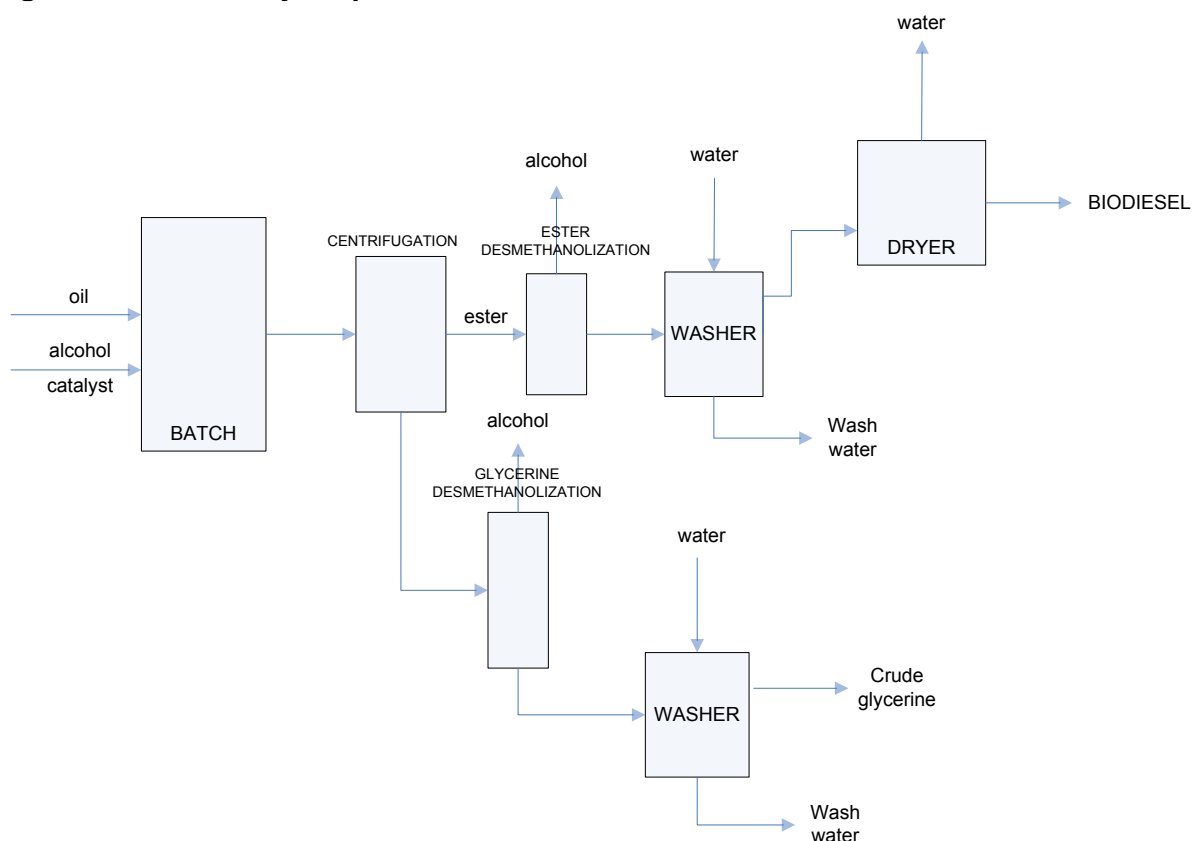 water
alcohol
water
BIODIESEL
ESTER
DESMETHANOLIZATION
CENTRIFUGATION
DRYER
oil
ester
WASHER
alcohol
catalyst
BATCH
alcohol
Wash
water
GLYCERINE
DESMETHANOLIZATION
water
Crude
glycerine
WASHER
Wash
water